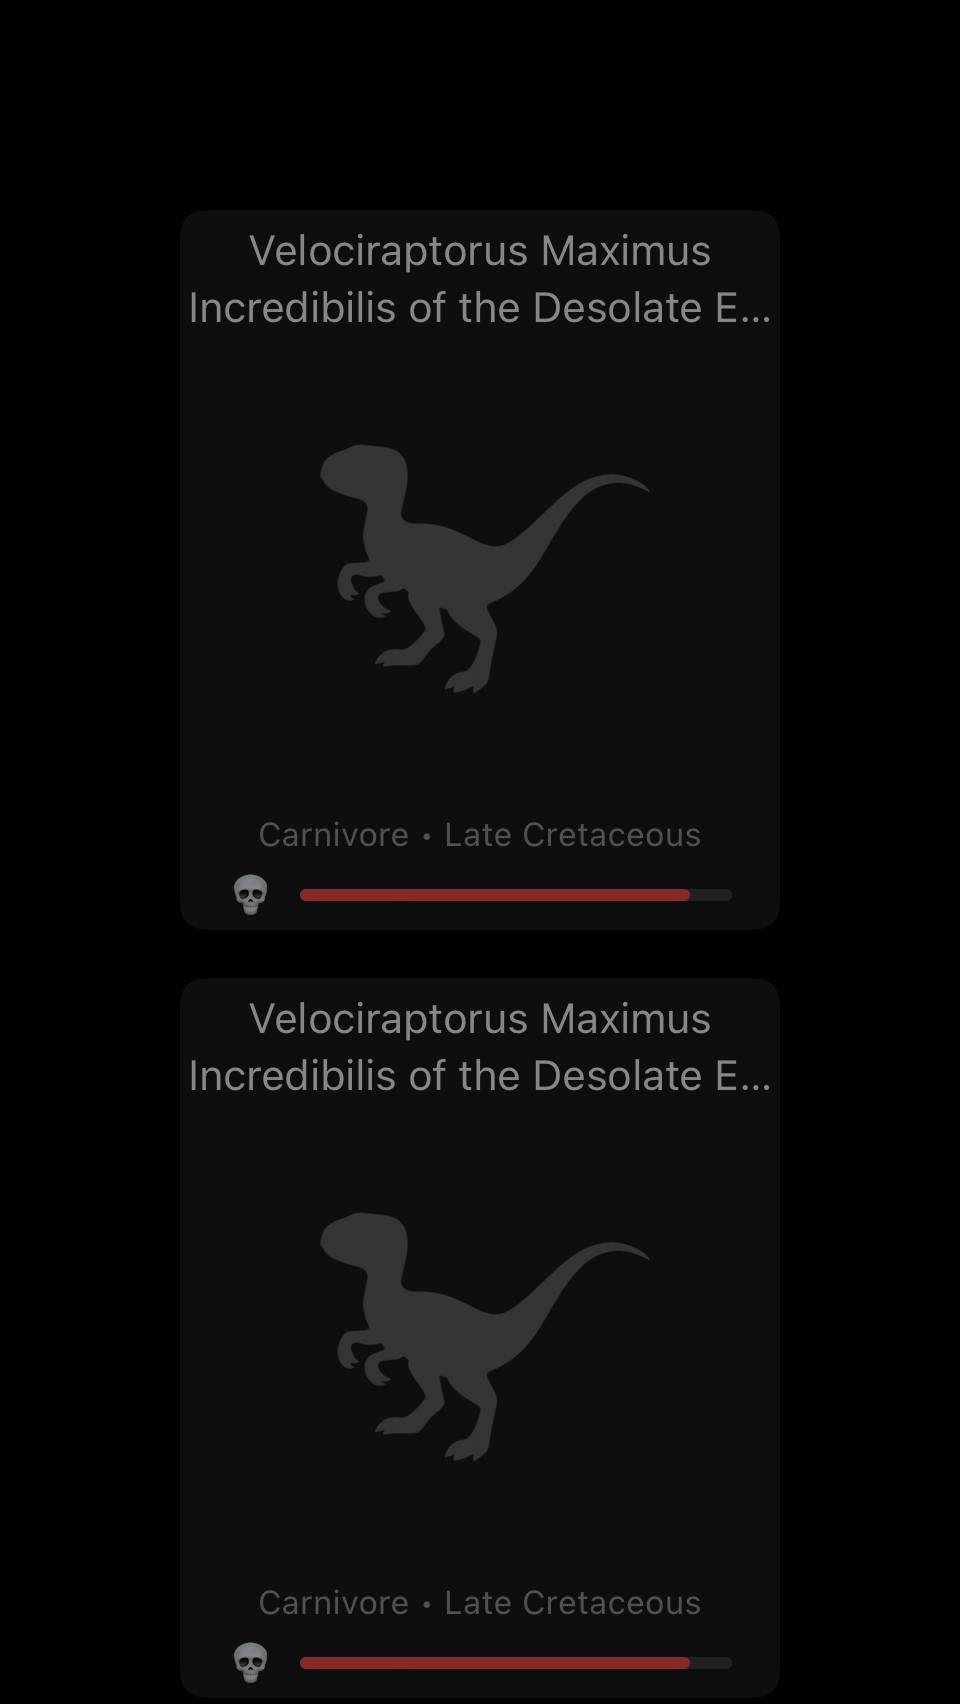 Velociraptorus Maximus
Incredibilis of the Desolate E...
Carnivore • Late Cretaceous
Velociraptorus Maximus
Incredibilis of the Desolate E...
Carnivore • Late Cretaceous